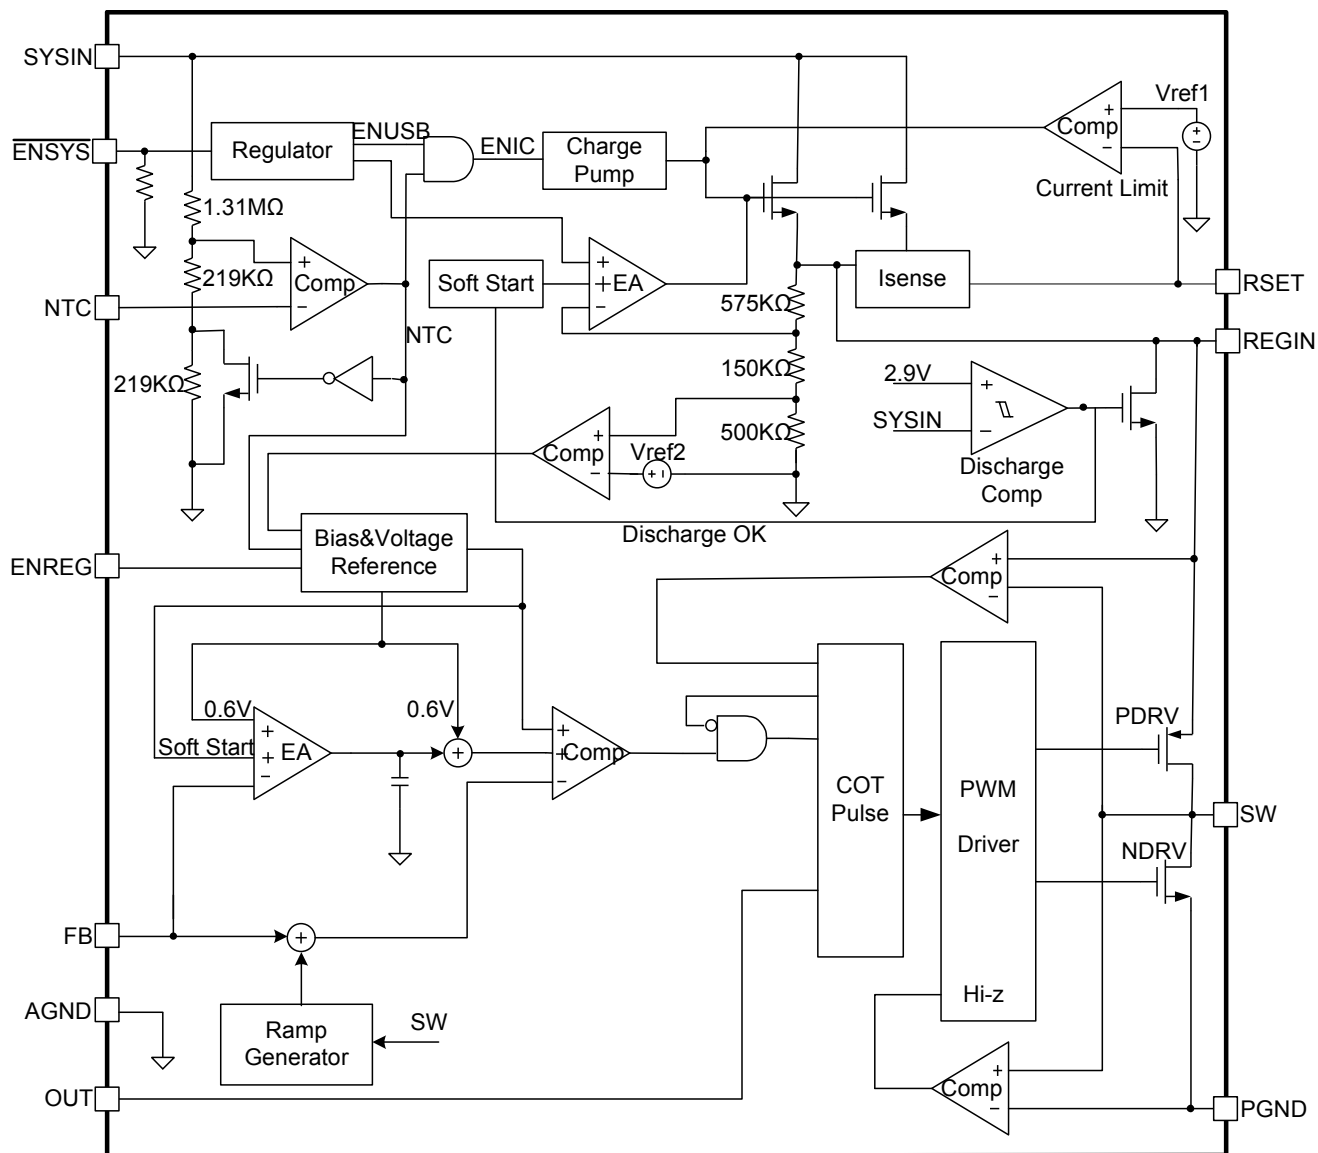 SYSIN
Vref1
ENSYS
Regulator
ENUSB
ENIC
Charge
Pump
Comp
+
−
+
−
Current Limit
1.31MΩ
+
Comp
−
219KΩ
NTC
Soft Start
+
+
EA
−
575KΩ
Isense
RSET
NTC
REGIN
219KΩ
150KΩ
2.9V
+
SYSIN
−
Discharge
Comp
500KΩ
+
Comp
−
Vref2
+
Discharge OK
Bias&Voltage
Reference
ENREG
Comp
+
−
0.6V
0.6V
Soft Start
+
+
−
EA
+
+
+
Comp
−
PDRV
COT
Pulse
PWM
Driver
SW
NDRV
FB
+
Hi-z
AGND
Ramp
Generator
SW
OUT
Comp
+
−
PGND